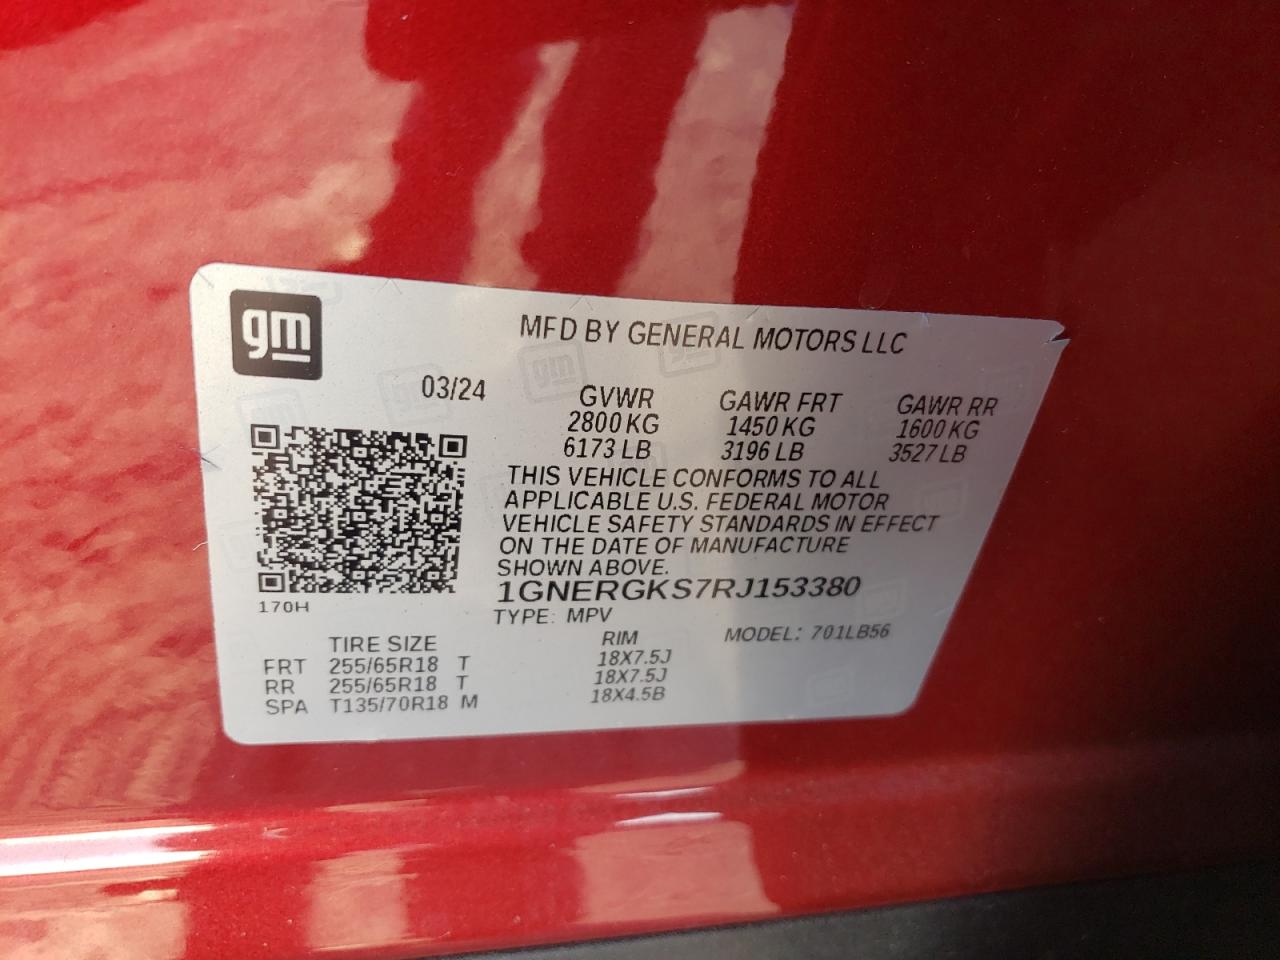 gm
MFD BY GENERAL MOTORS LLC
03/24
GVWR GAWR FRT GAWR RR
2800 KG 1450 KG 1600 KG
6173 LB 3196 LB 3527 LB
THIS VEHICLE CONFORMS TO ALL
APPLICABLE U.S. FEDERAL MOTOR
VEHICLE SAFETY STANDARDS IN EFFECT
ON THE DATE OF MANUFACTURE
SHOWN ABOVE.
1GNERGKS7RJ153380
170H
TYPE: MPV
MODEL: 701LB56
TIRE SIZE RIM
FRT 255/65R18 T 18X7.5J
RR 255/65R18 T 18X7.5J
SPA T135/70R18 M 18X4.5B